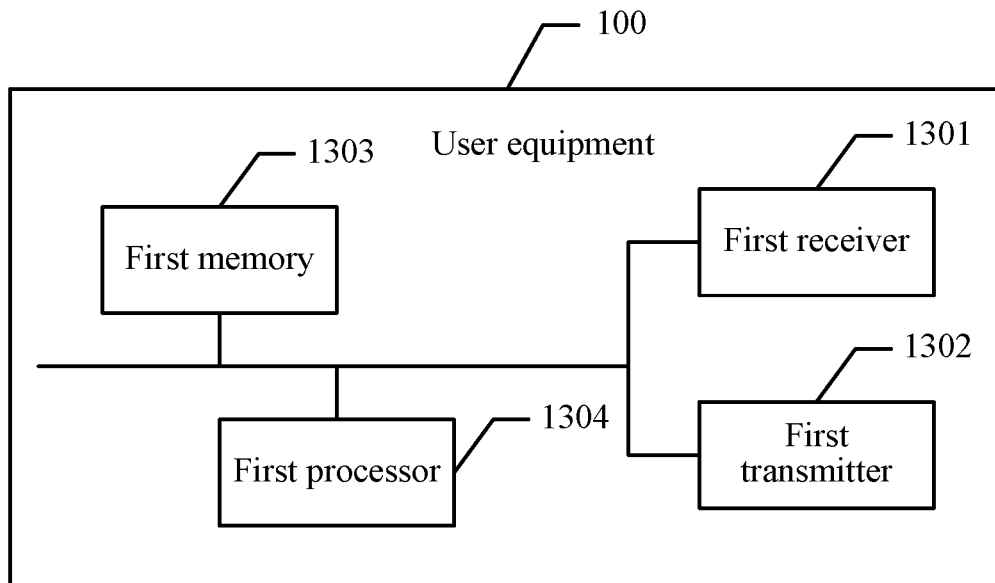 100
User equipment
1303
1301
First memory
First receiver
1302
1304
First
transmitter
First processor